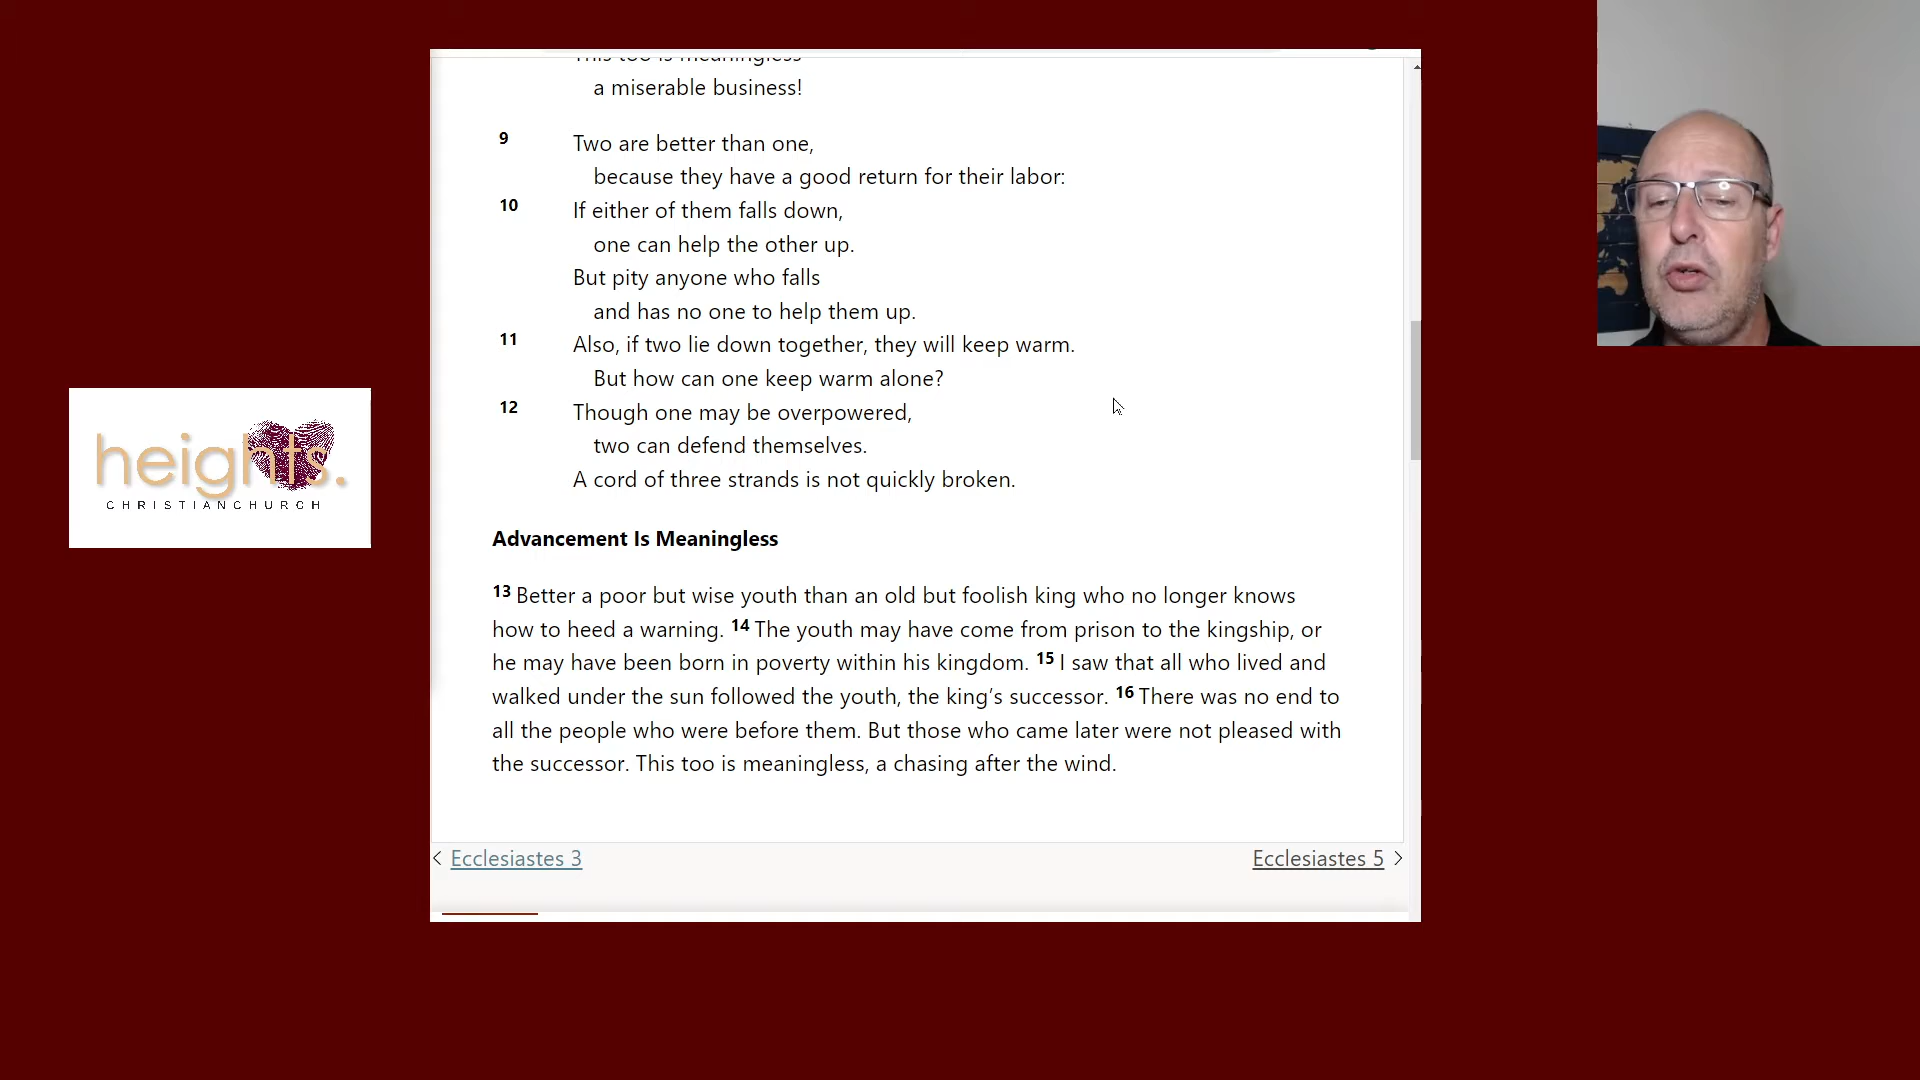 This too is meaningless
a miserable business!
9 Two are better than one,
because they have a good return for their labor:
10 If either of them falls down,
one can help the other up.
But pity anyone who falls
and has no one to help them up.
11 Also, if two lie down together, they will keep warm.
But how can one keep warm alone?
12 Though one may be overpowered,
two can defend themselves.
A cord of three strands is not quickly broken.
heights.
CHRISTIANCHURCH
Advancement Is Meaningless
13 Better a poor but wise youth than an old but foolish king who no longer knows
how to heed a warning. 14 The youth may have come from prison to the kingship, or
he may have been born in poverty within his kingdom. 15 I saw that all who lived and
walked under the sun followed the youth, the king’s successor. 16 There was no end to
all the people who were before them. But those who came later were not pleased with
the successor. This too is meaningless, a chasing after the wind.
< Ecclesiastes 3
Ecclesiastes 5 >